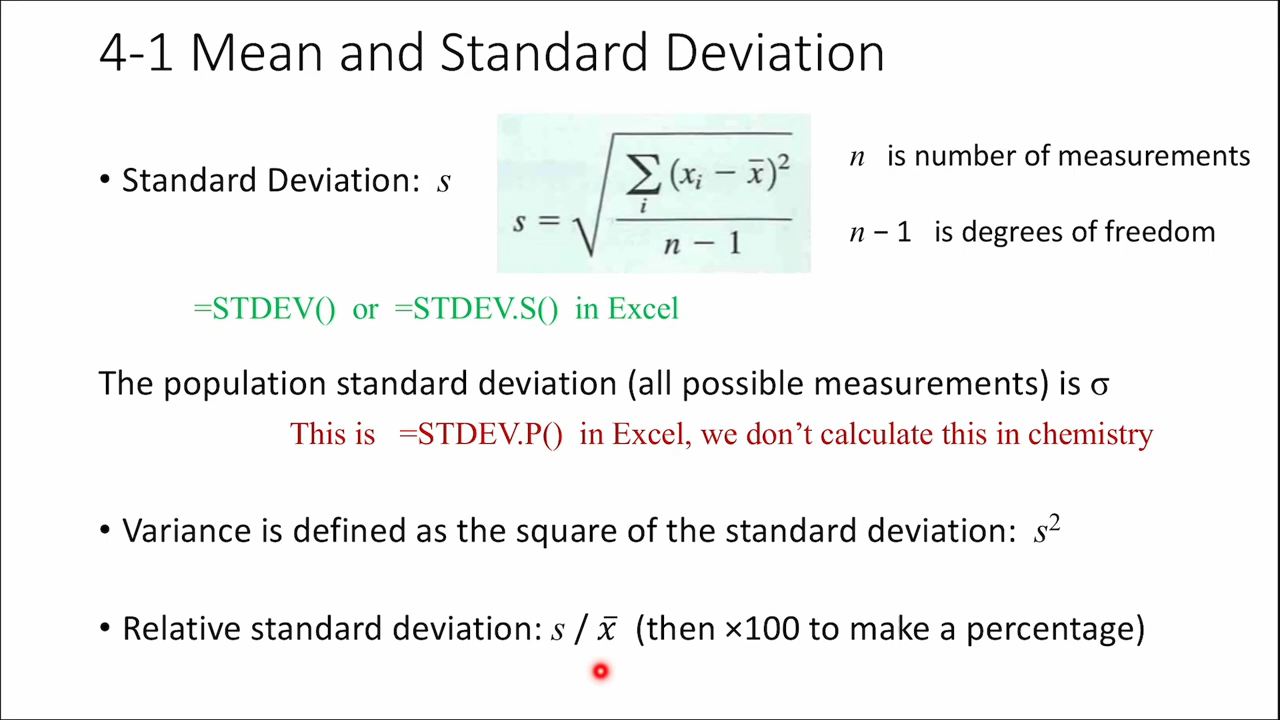 4-1 Mean and Standard Deviation
• Standard Deviation: s
s = √(∑i (xᵢ − x̄)² / (n − 1))
n is number of measurements
n − 1 is degrees of freedom
=STDEV() or =STDEV.S() in Excel
The population standard deviation (all possible measurements) is σ
This is =STDEV.P() in Excel, we don’t calculate this in chemistry
• Variance is defined as the square of the standard deviation: s²
• Relative standard deviation: s / x̄ (then ×100 to make a percentage)